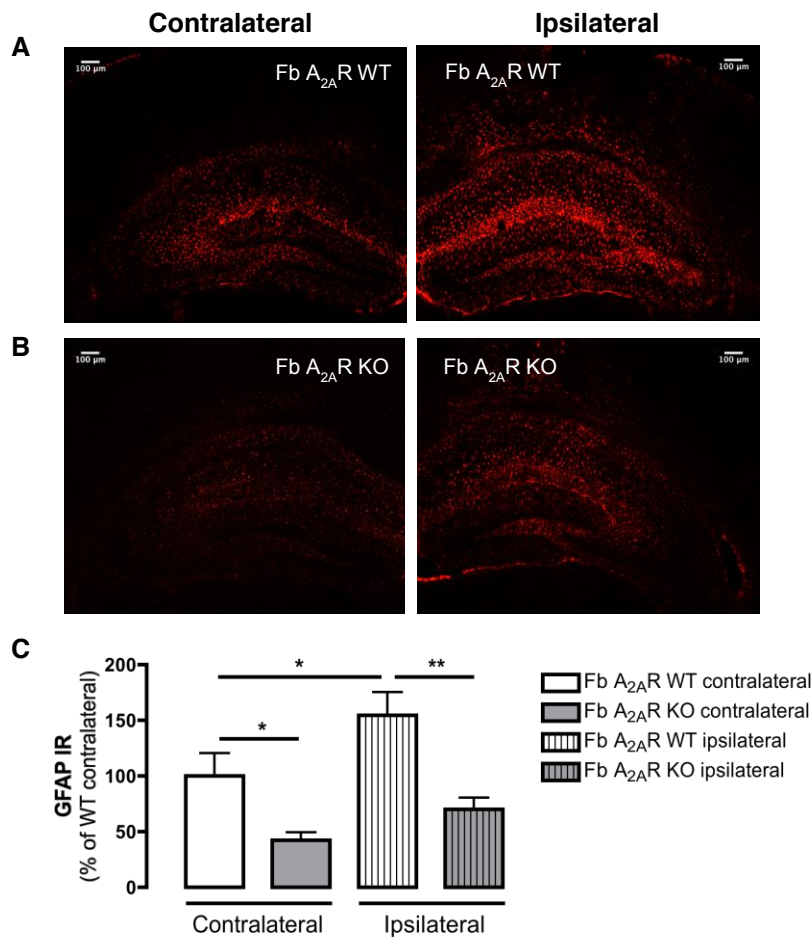 Contralateral Ipsilateral
A
100 µm
Fb A2AR WT
Fb A2AR WT
100 µm
B
100 µm
Fb A2AR KO
Fb A2AR KO
100 µm
C
GFAP IR
(% of WT contralateral)
200
150
100
50
0
*
*
**
Contralateral Ipsilateral
Fb A2AR WT contralateral
Fb A2AR KO contralateral
Fb A2AR WT ipsilateral
Fb A2AR KO ipsilateral